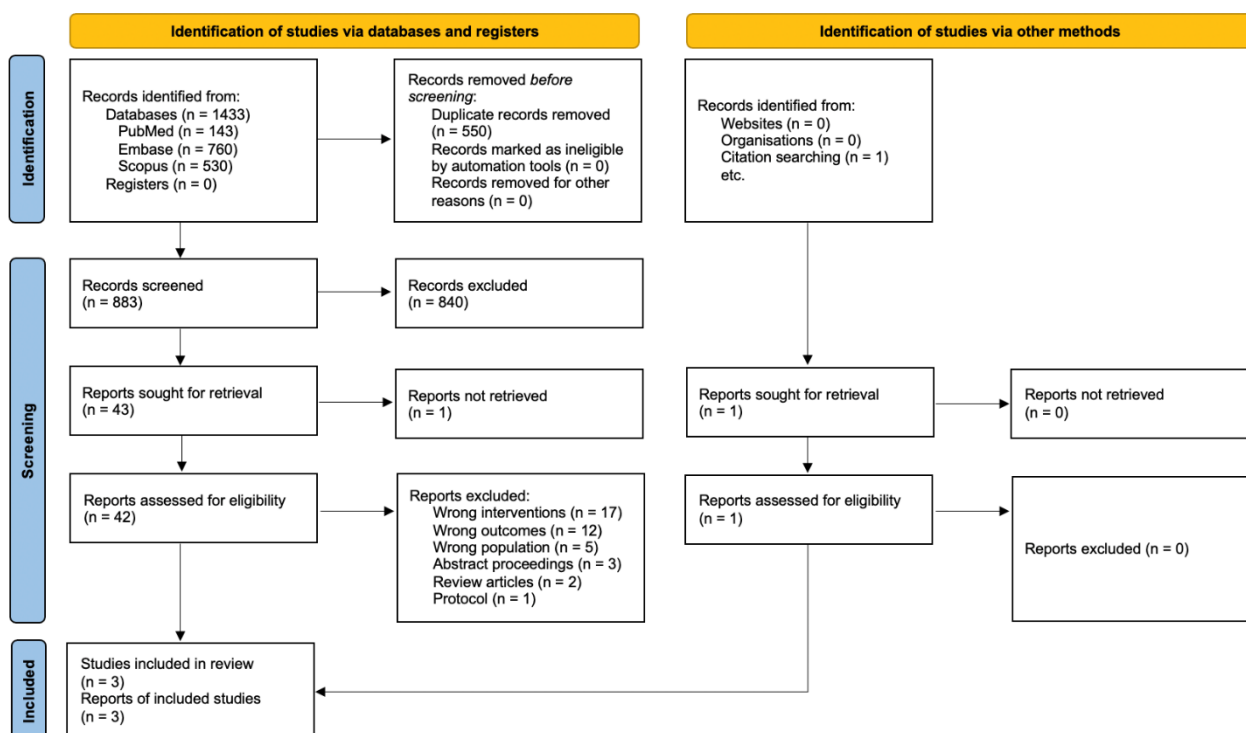 Identification of studies via databases and registers
Identification of studies via other methods
Identification
Records identified from:
Databases (n = 1433)
PubMed (n = 143)
Embase (n = 760)
Scopus (n = 530)
Registers (n = 0)
Records removed before
screening:
Duplicate records removed
(n = 550)
Records marked as ineligible
by automation tools (n = 0)
Records removed for other
reasons (n = 0)
Records identified from:
Websites (n = 0)
Organisations (n = 0)
Citation searching (n = 1)
etc.
Screening
Records screened
(n = 883)
Records excluded
(n = 840)
Reports sought for retrieval
(n = 43)
Reports not retrieved
(n = 1)
Reports sought for retrieval
(n = 1)
Reports not retrieved
(n = 0)
Reports assessed for eligibility
(n = 42)
Reports excluded:
Wrong interventions (n = 17)
Wrong outcomes (n = 12)
Wrong population (n = 5)
Abstract proceedings (n = 3)
Review articles (n = 2)
Protocol (n = 1)
Reports assessed for eligibility
(n = 1)
Reports excluded (n = 0)
Included
Studies included in review
(n = 3)
Reports of included studies
(n = 3)